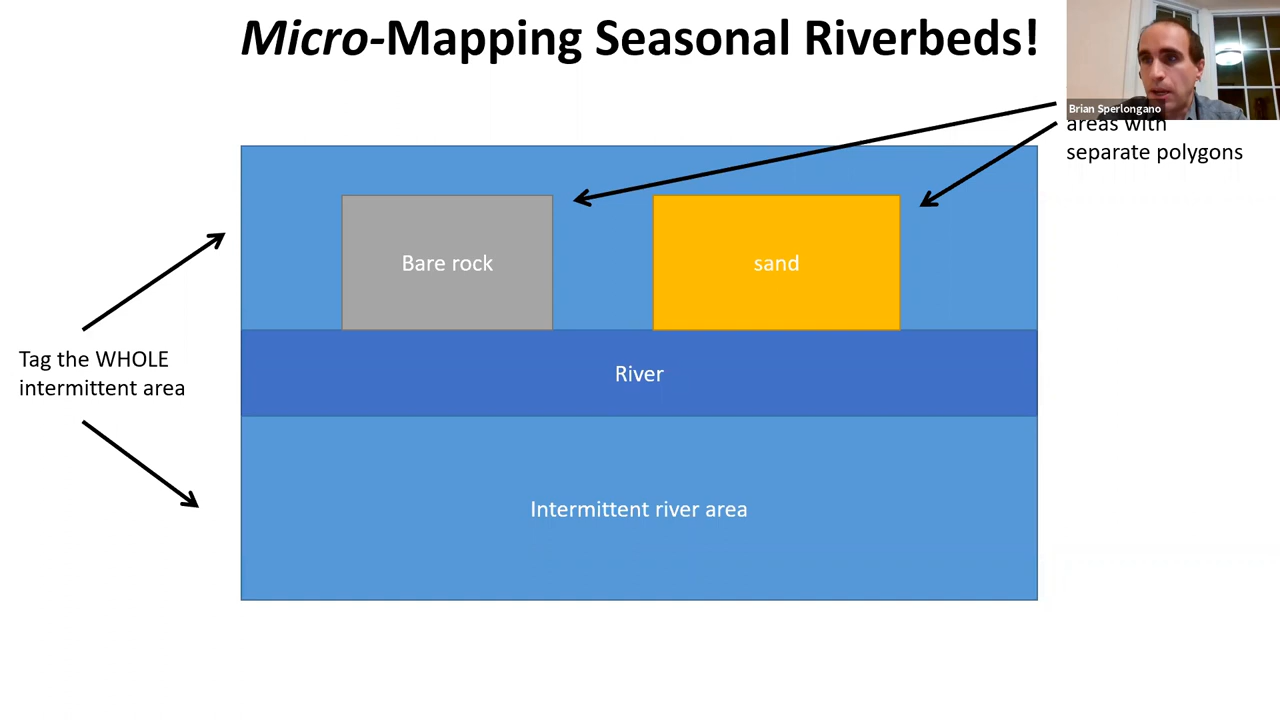 Micro-Mapping Seasonal Riverbeds!
Brian Sperlongano
areas with
separate polygons
Bare rock
sand
Tag the WHOLE
intermittent area
River
Intermittent river area